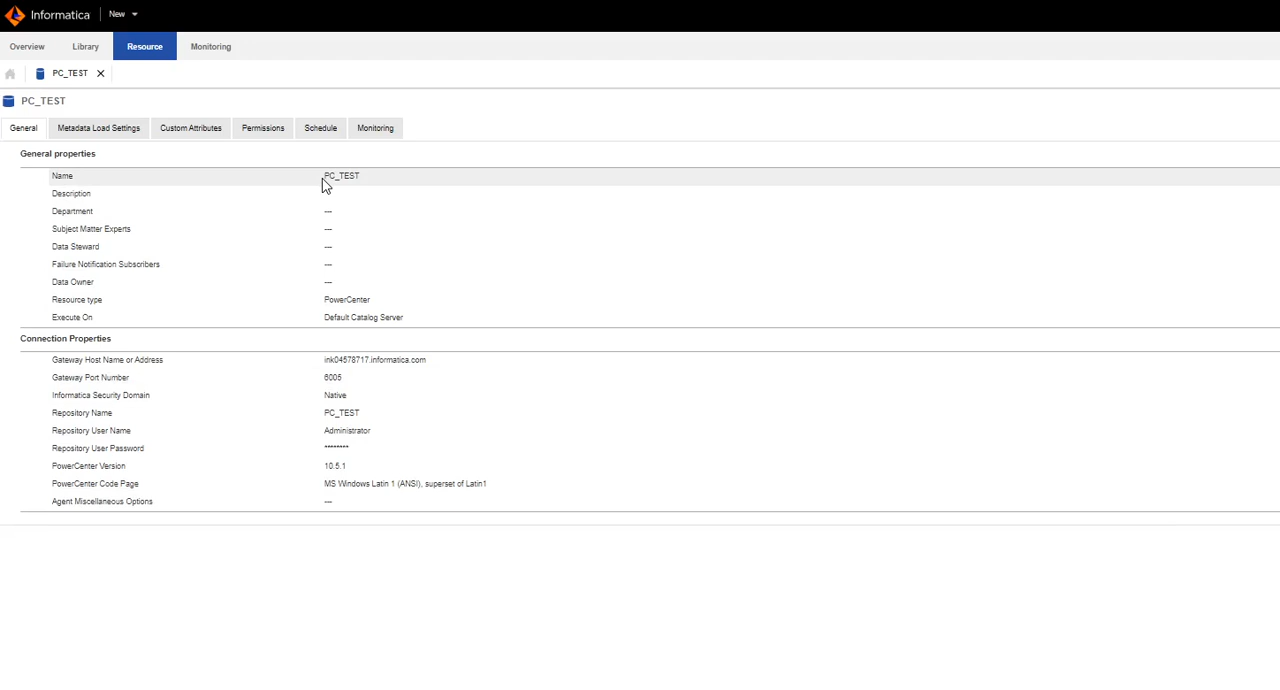 Informatica New
Overview Library Resource Monitoring
PC_TEST
PC_TEST
General Metadata Load Settings Custom Attributes Permissions Schedule Monitoring
General properties
Name PC_TEST
Description
Department ---
Subject Matter Experts ---
Data Steward ---
Failure Notification Subscribers ---
Data Owner ---
Resource type PowerCenter
Execute On Default Catalog Server
Connection Properties
Gateway Host Name or Address ink04578717.informatica.com
Gateway Port Number 6005
Informatica Security Domain Native
Repository Name PC_TEST
Repository User Name Administrator
Repository User Password ********
PowerCenter Version 10.5.1
PowerCenter Code Page MS Windows Latin 1 (ANSI), superset of Latin1
Agent Miscellaneous Options ---